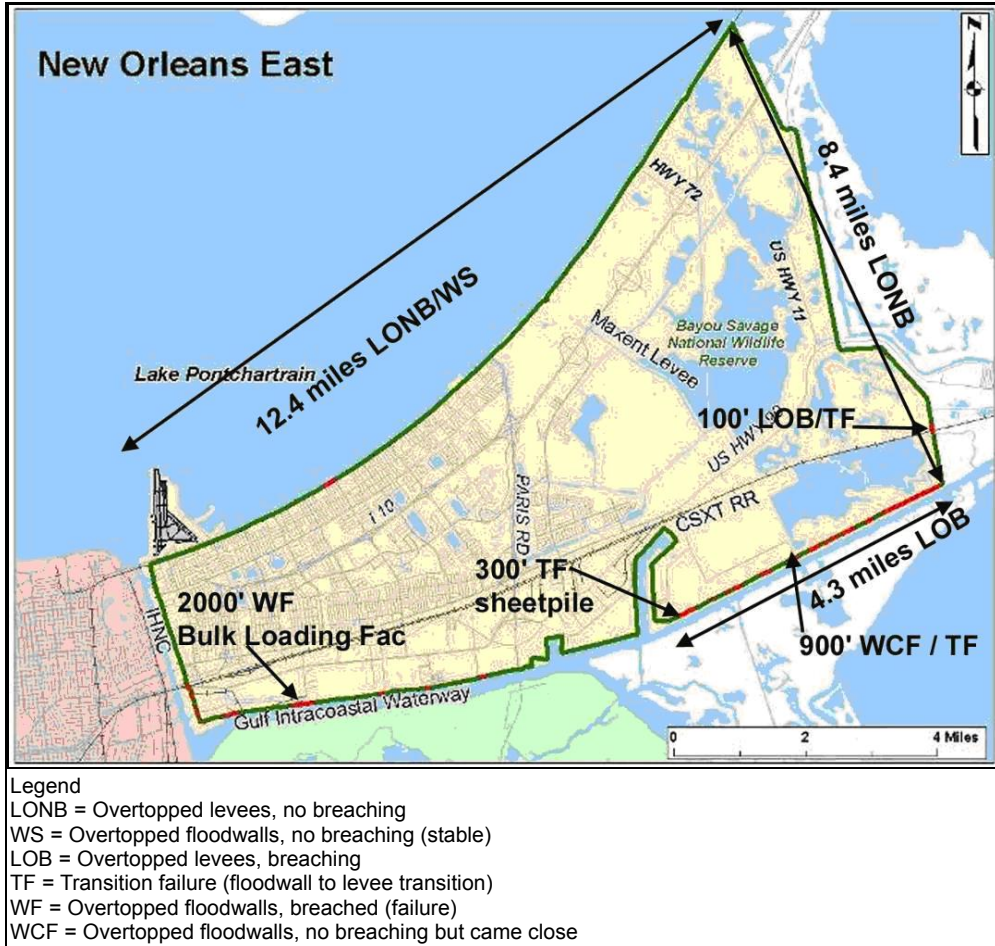 New Orleans East
N
HWY 72
8.4 miles LONB
US HWY 11
12.4 miles LONB/WS
Lake Pontchartrain
Maxent Levee
Bayou Savage
National Wildlife
Reserve
100' LOB/TF
US HWY 90
I 10
PARIS RD
CSXT RR
300' TF
sheetpile
4.3 miles LOB
2000' WF
Bulk Loading Fac
900' WCF / TF
IHNC
Gulf Intracoastal Waterway
0 2 4 Miles
Legend
LONB = Overtopped levees, no breaching
WS = Overtopped floodwalls, no breaching (stable)
LOB = Overtopped levees, breaching
TF = Transition failure (floodwall to levee transition)
WF = Overtopped floodwalls, breached (failure)
WCF = Overtopped floodwalls, no breaching but came close